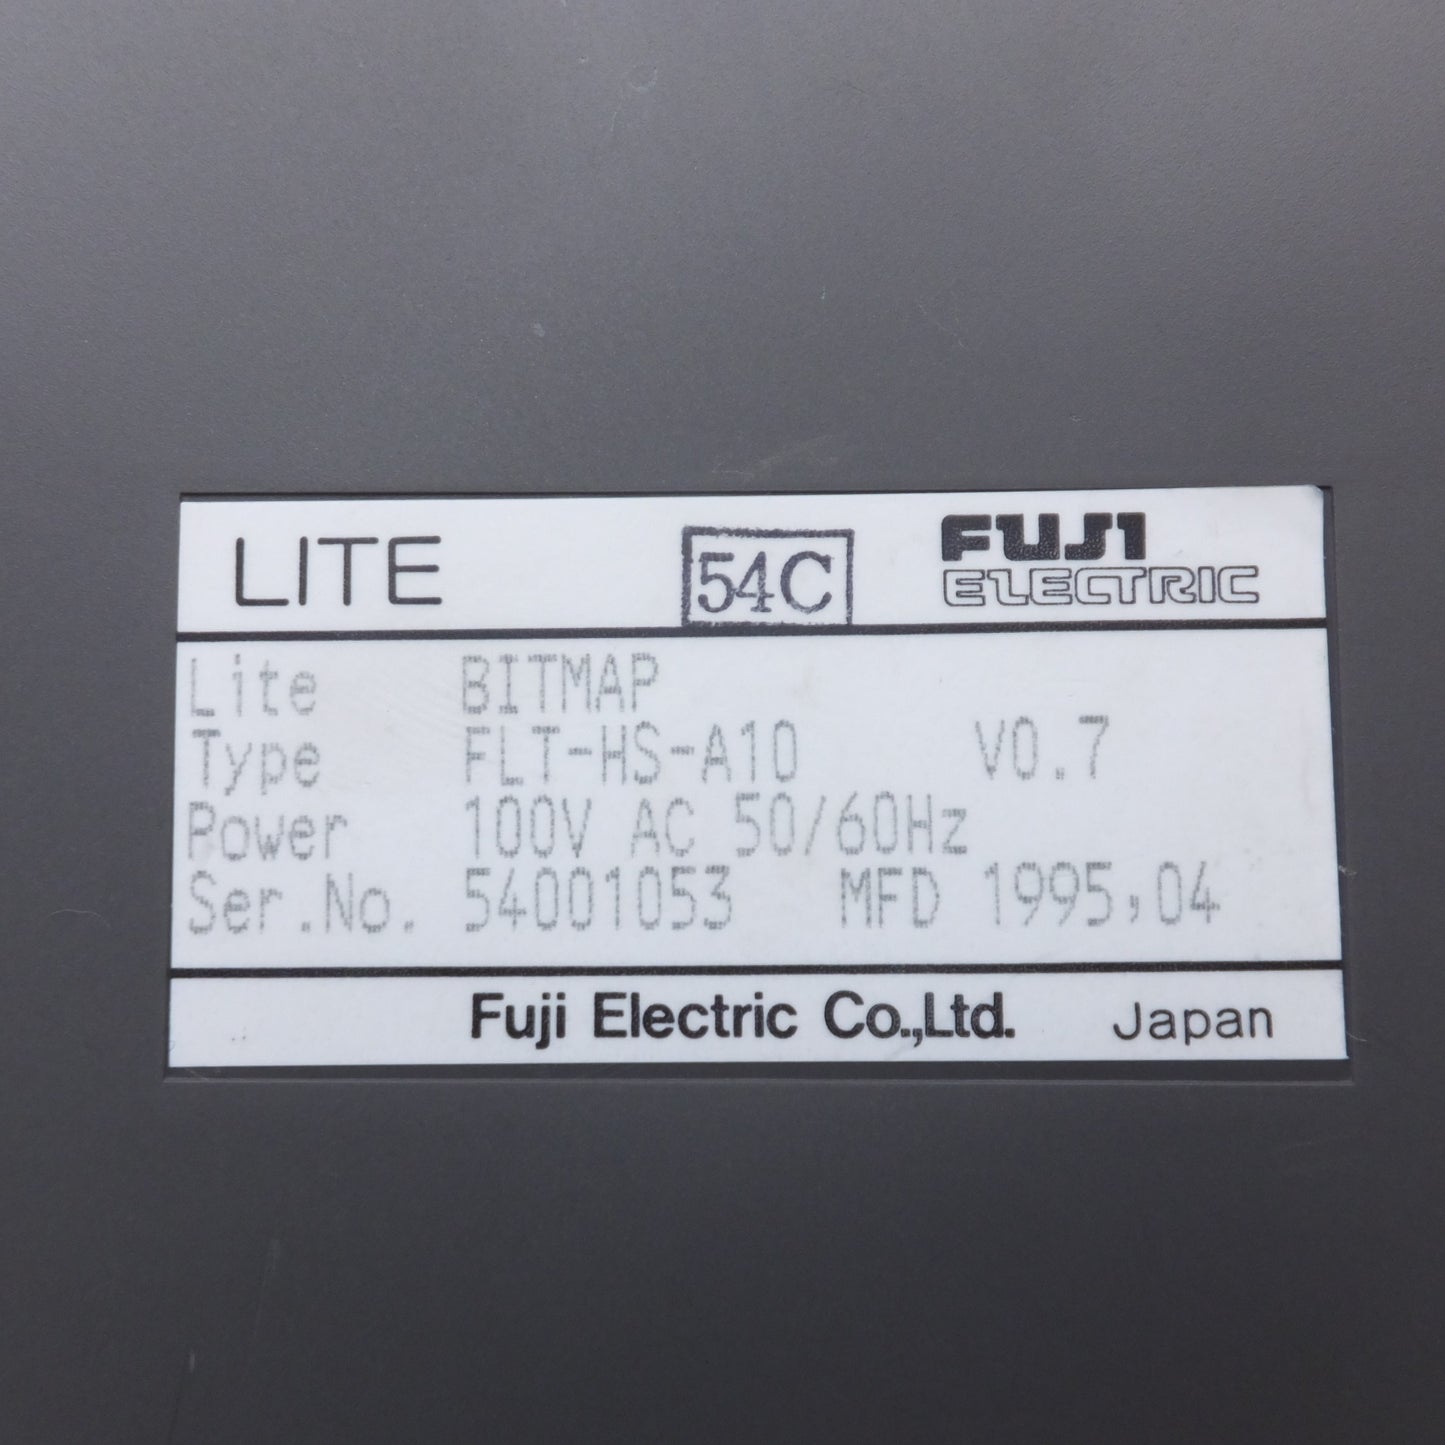 LITE 54C FUJI
ELECTRIC
Lite BITMAP
Type FLT-HS-A10 V0.7
Power 100V AC 50/60Hz
Ser.No. 54001053 MFD 1995,04
Fuji Electric Co.,Ltd. Japan